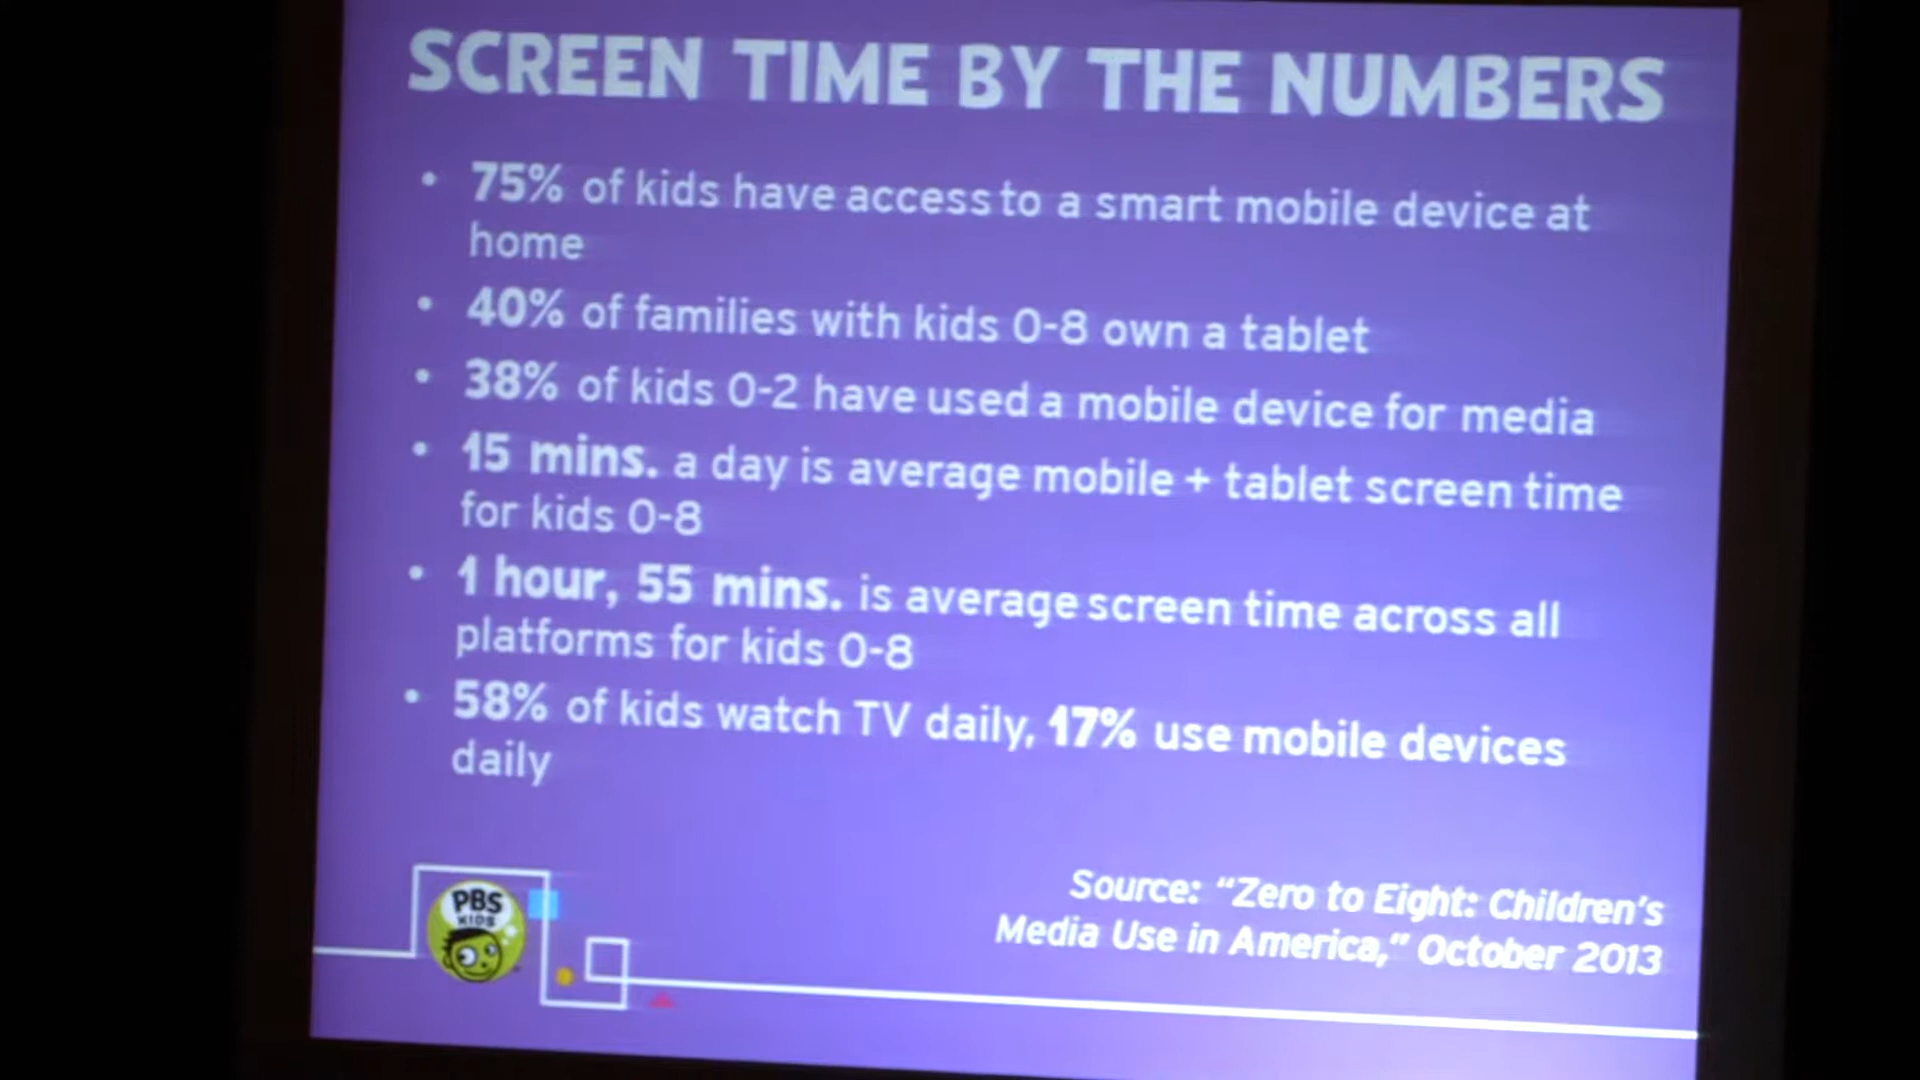 SCREEN TIME BY THE NUMBERS
• 75% of kids have access to a smart mobile device at
home
• 40% of families with kids 0-8 own a tablet
• 38% of kids 0-2 have used a mobile device for media
• 15 mins. a day is average mobile + tablet screen time
for kids 0-8
• 1 hour, 55 mins. is average screen time across all
platforms for kids 0-8
• 58% of kids watch TV daily, 17% use mobile devices
daily
Source: “Zero to Eight: Children’s
Media Use in America,” October 2013
PBS
KIDS